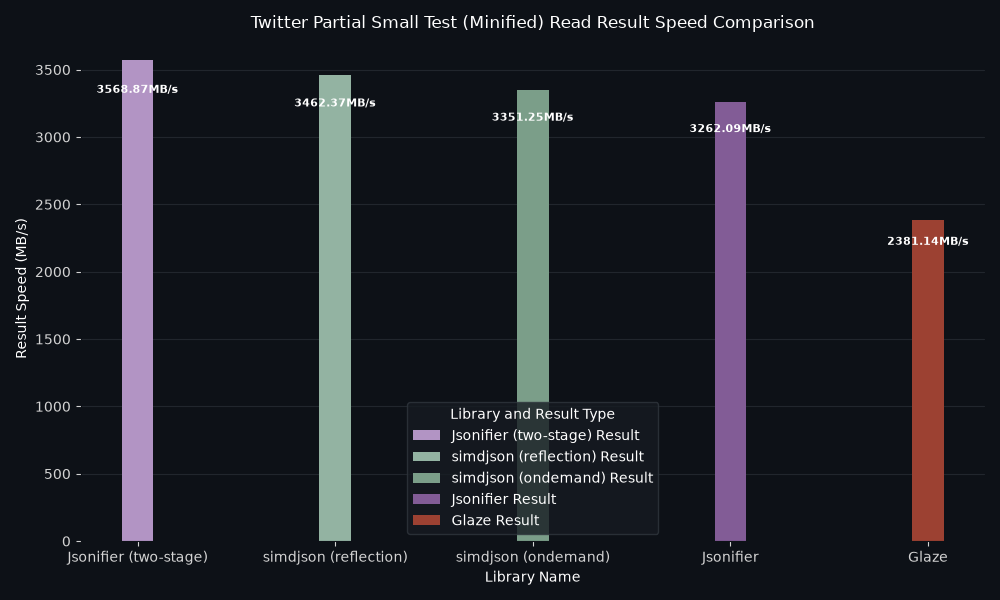 Twitter Partial Small Test (Minified) Read Result Speed Comparison
Result Speed (MB/s)
3500
3000
2500
2000
1500
1000
500
0
3568.87MB/s
3462.37MB/s
3351.25MB/s
3262.09MB/s
2381.14MB/s
Library and Result Type
Jsonifier (two-stage) Result
simdjson (reflection) Result
simdjson (ondemand) Result
Jsonifier Result
Glaze Result
Jsonifier (two-stage)
simdjson (reflection)
simdjson (ondemand)
Jsonifier
Glaze
Library Name